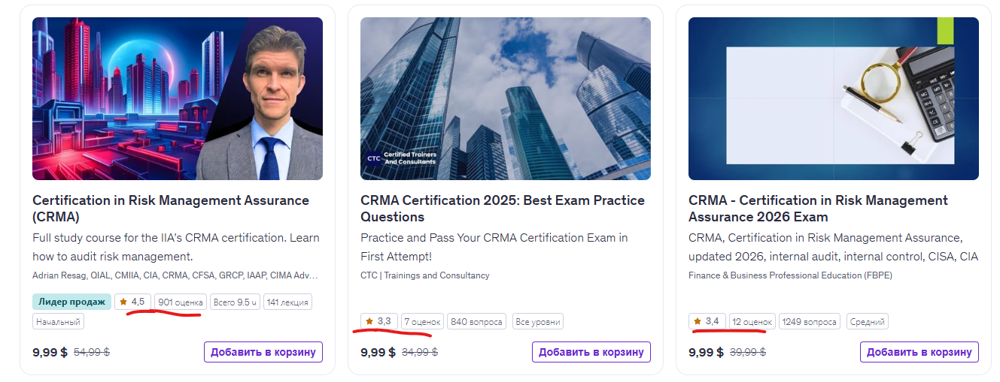 CTC
Certified Trainers
And Consultants
Certification in Risk Management Assurance
(CRMA)
Full study course for the IIA's CRMA certification. Learn
how to audit risk management.
Adrian Resag, QIAL, CMIIA, CIA, CRMA, CFSA, GRCP, IAAP, CIMA Adv…
Лидер продаж
4,5
901 оценка
Всего 9.5 ч
141 лекция
Начальный
9,99 $ 54,99 $
Добавить в корзину
CRMA Certification 2025: Best Exam Practice
Questions
Practice and Pass Your CRMA Certification Exam in
First Attempt!
CTC | Trainings and Consultancy
3,3
7 оценок
840 вопроса
Все уровни
9,99 $ 34,99 $
Добавить в корзину
CRMA - Certification in Risk Management
Assurance 2026 Exam
CRMA, Certification in Risk Management Assurance,
updated 2026, internal audit, internal control, CISA, CIA
Finance & Business Professional Education (FBPE)
3,4
12 оценок
1249 вопроса
Средний
9,99 $ 39,99 $
Добавить в корзину